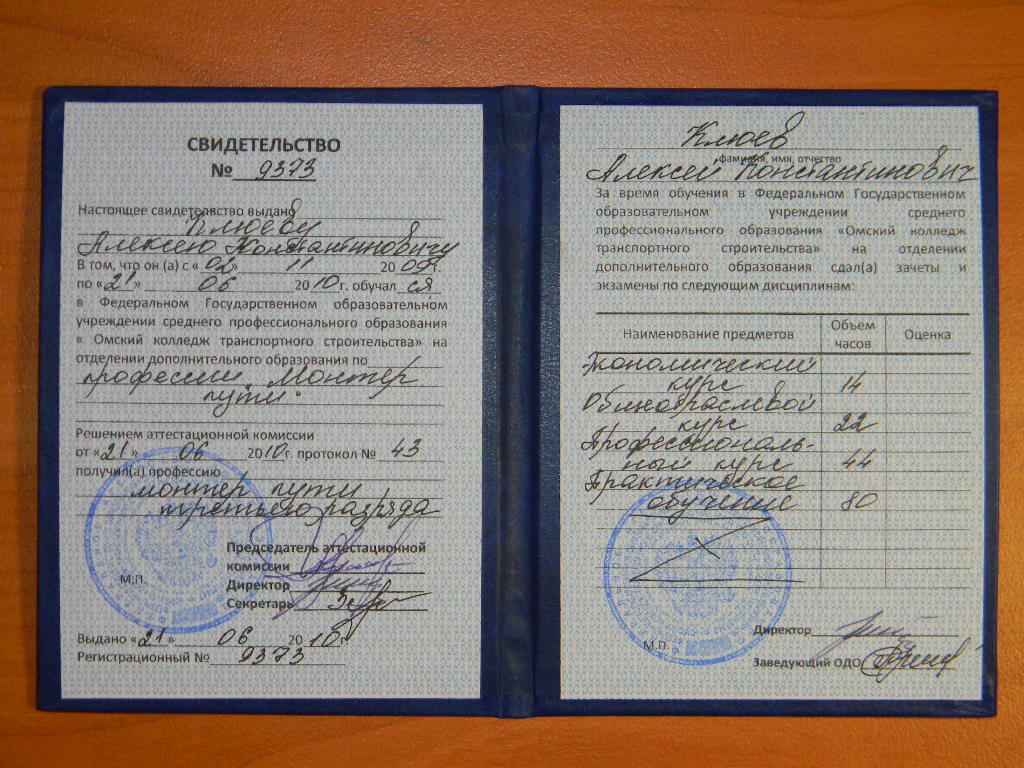 СВИДЕТЕЛЬСТВО
№ 9373
Настоящее свидетельство выдано
Клюеву
Алексею Константиновичу
В том, что он (а) с « 02 » 11 2009г.
по «21» 06 2010г. обучал ся
в Федеральном Государственном образовательном
учреждении среднего профессионального образования
« Омский колледж транспортного строительства» на
отделении дополнительного образования по
профессии „Монтер
пути“
Решением аттестационной комиссии
от «21» 06 2010г. протокол № 43
получил(а) профессию
монтер пути
третьего разряда
Председатель аттестационной
комиссии
Директор
Секретарь
М.П.
Выдано «21» 06 2010г.
Регистрационный № 9373
Клюев
фамилия, имя, отчество
Алексей Константинович
За время обучения в Федеральном Государственном
образовательном учреждении среднего
профессионального образования «Омский колледж
транспортного строительства» на отделении
дополнительного образования сдал(а) зачеты и
экзамены по следующим дисциплинам:
Наименование предметов Объем часов Оценка
Экономический
курс 14
Общеотраслевой
курс 22
Профессиональ-
ный курс 44
Практическое
обучение 80
Директор
М.П.
Заведующий ОДО